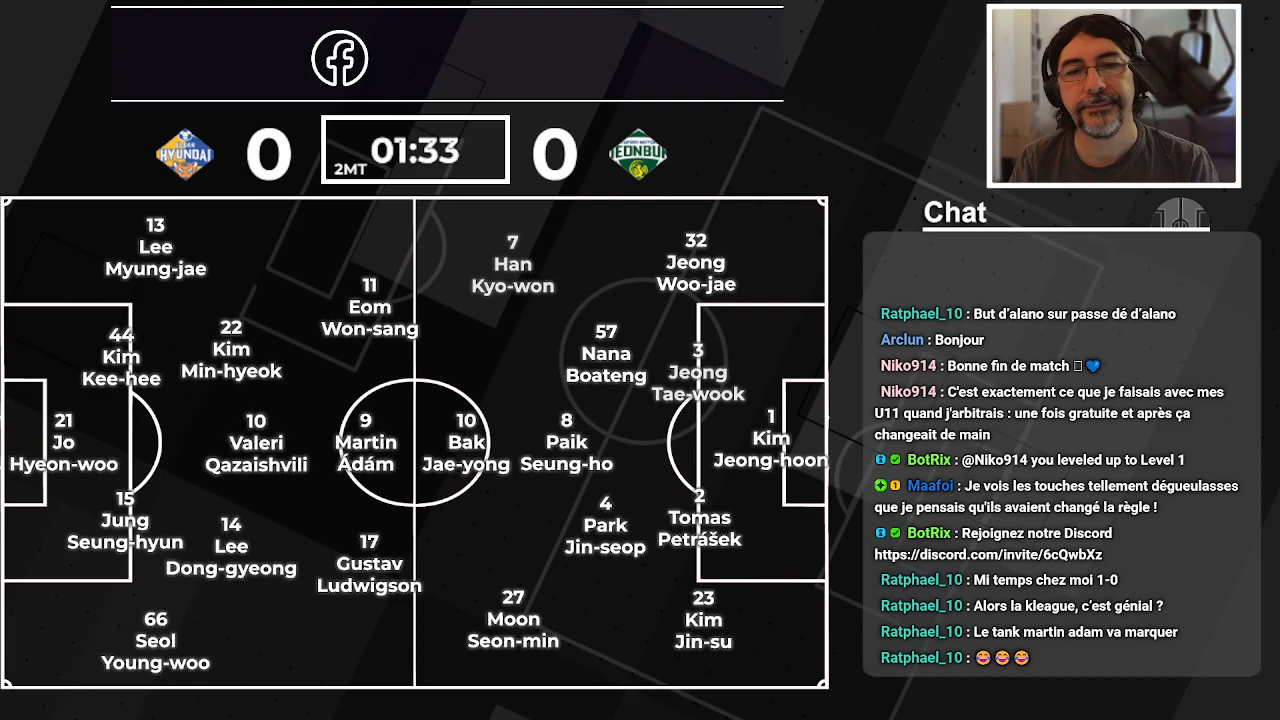 ULSAN
HYUNDAI
0
01:33
2MT
0
HYUNDAI MOTORS
JEONBUK
13
Lee
Myung-jae
7
Han
Kyo-won
32
Jeong
Woo-jae
11
Eom
Won-sang
44
Kim
Kee-hee
22
Kim
Min-hyeok
57
Nana
Boateng
3
Jeong
Tae-wook
21
Jo
Hyeon-woo
10
Valeri
Qazaishvili
9
Martin
Ádám
10
Bak
Jae-yong
8
Paik
Seung-ho
1
Kim
Jeong-hoon
15
Jung
Seung-hyun
14
Lee
Dong-gyeong
17
Gustav
Ludwigson
4
Park
Jin-seop
2
Tomas
Petrášek
66
Seol
Young-woo
27
Moon
Seon-min
23
Kim
Jin-su
Chat
Ratphael_10 : But d’alano sur passe dé d’alano
Arclun : Bonjour
Niko914 : Bonne fin de match 💙
Niko914 : C'est exactement ce que je faisais avec mes
U11 quand j'arbitrais : une fois gratuite et après ça
changeait de main
BotRix : @Niko914 you leveled up to Level 1
1 Maafoi : Je vois les touches tellement dégueulasses
que je pensais qu'ils avaient changé la règle !
BotRix : Rejoignez notre Discord
https://discord.com/invite/6cQwbXz
Ratphael_10 : Mi temps chez moi 1-0
Ratphael_10 : Alors la kleague, c’est génial ?
Ratphael_10 : Le tank martin adam va marquer
Ratphael_10 : 😂 😂 😂